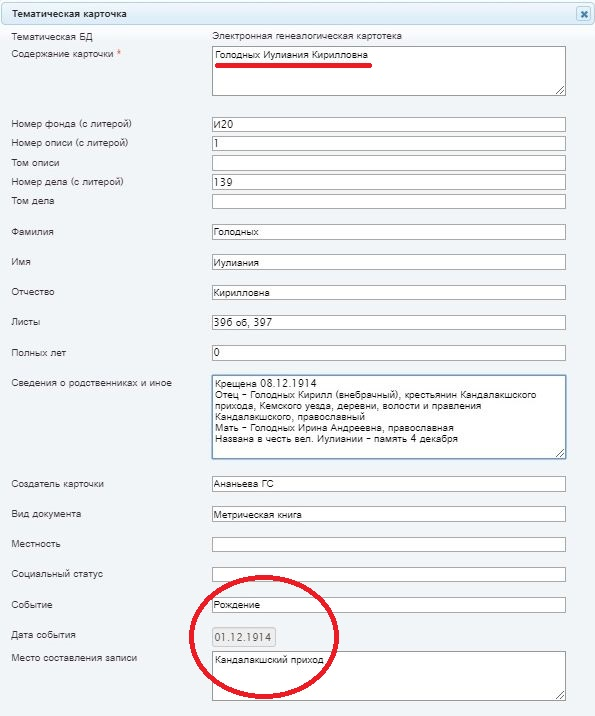 Тематическая карточка
Тематическая БД Электронная генеалогическая картотека
Содержание карточки * Голодных Иулиания Кирилловна
Номер фонда (с литерой) И20
Номер описи (с литерой) 1
Том описи
Номер дела (с литерой) 139
Том дела
Фамилия Голодных
Имя Иулиания
Отчество Кирилловна
Листы 396 об, 397
Полных лет 0
Сведения о родственниках и иное Крещена 08.12.1914
Отец - Голодных Кирилл (внебрачный), крестьянин Кандалакшского
прихода, Кемского уезда, деревни, волости и правления
Кандалакшского, православный
Мать - Голодных Ирина Андреевна, православная
Названа в честь вел. Иулиании - память 4 декабря
Создатель карточки Ананьева ГС
Вид документа Метрическая книга
Местность
Социальный статус
Событие Рождение
Дата события 01.12.1914
Место составления записи Кандалакшский приход